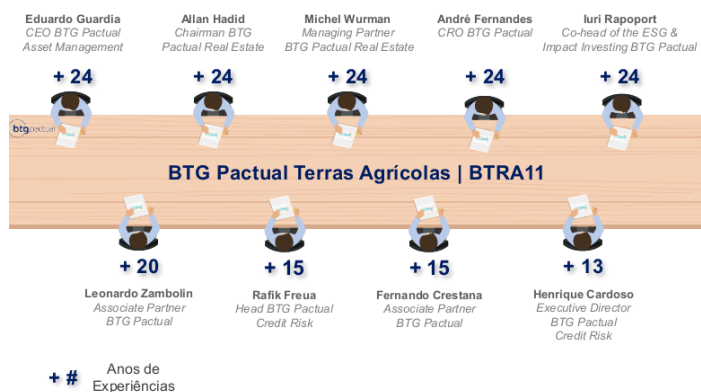 Eduardo Guardia
CEO BTG Pactual
Asset Management
+ 24
Allan Hadid
Chairman BTG
Pactual Real Estate
+ 24
Michel Wurman
Managing Partner
BTG Pactual Real Estate
+ 24
André Fernandes
CRO BTG Pactual
+ 24
Iuri Rapoport
Co-head of the ESG &
Impact Investing BTG Pactual
+ 24
btgpactual
BTG Pactual Terras Agrícolas | BTRA11
+ 20
Leonardo Zambolin
Associate Partner
BTG Pactual
+ 15
Rafik Freua
Head BTG Pactual
Credit Risk
+ 15
Fernando Crestana
Associate Partner
BTG Pactual
+ 13
Henrique Cardoso
Executive Director
BTG Pactual
Credit Risk
+ #
Anos de
Experiências